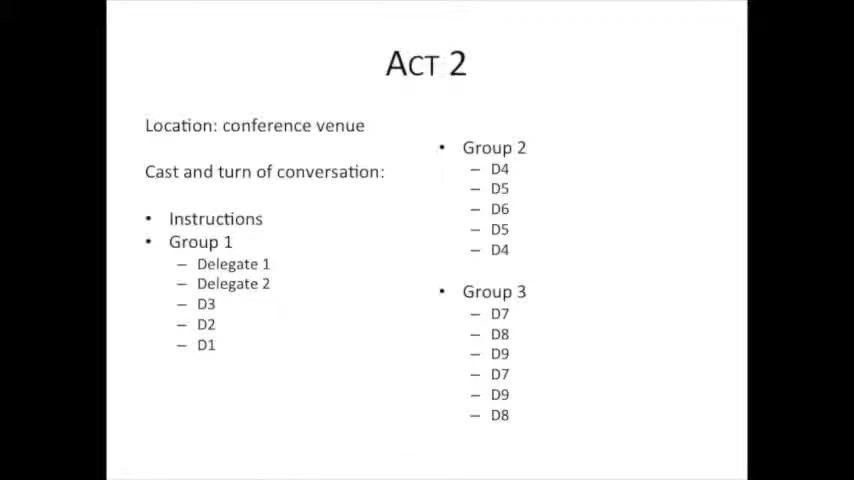 ACT 2
Location: conference venue
Cast and turn of conversation:
• Instructions
• Group 1
– Delegate 1
– Delegate 2
– D3
– D2
– D1
• Group 2
– D4
– D5
– D6
– D5
– D4
• Group 3
– D7
– D8
– D9
– D7
– D9
– D8